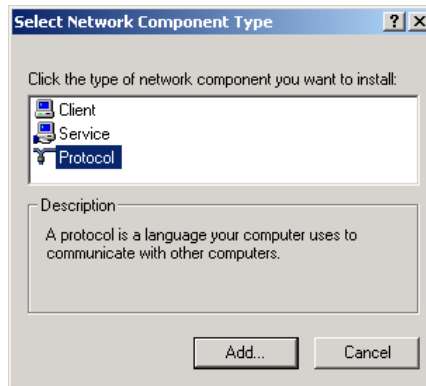 Select Network Component Type
Click the type of network component you want to install:
Client
Service
Protocol
Description
A protocol is a language your computer uses to
communicate with other computers.
Add... Cancel